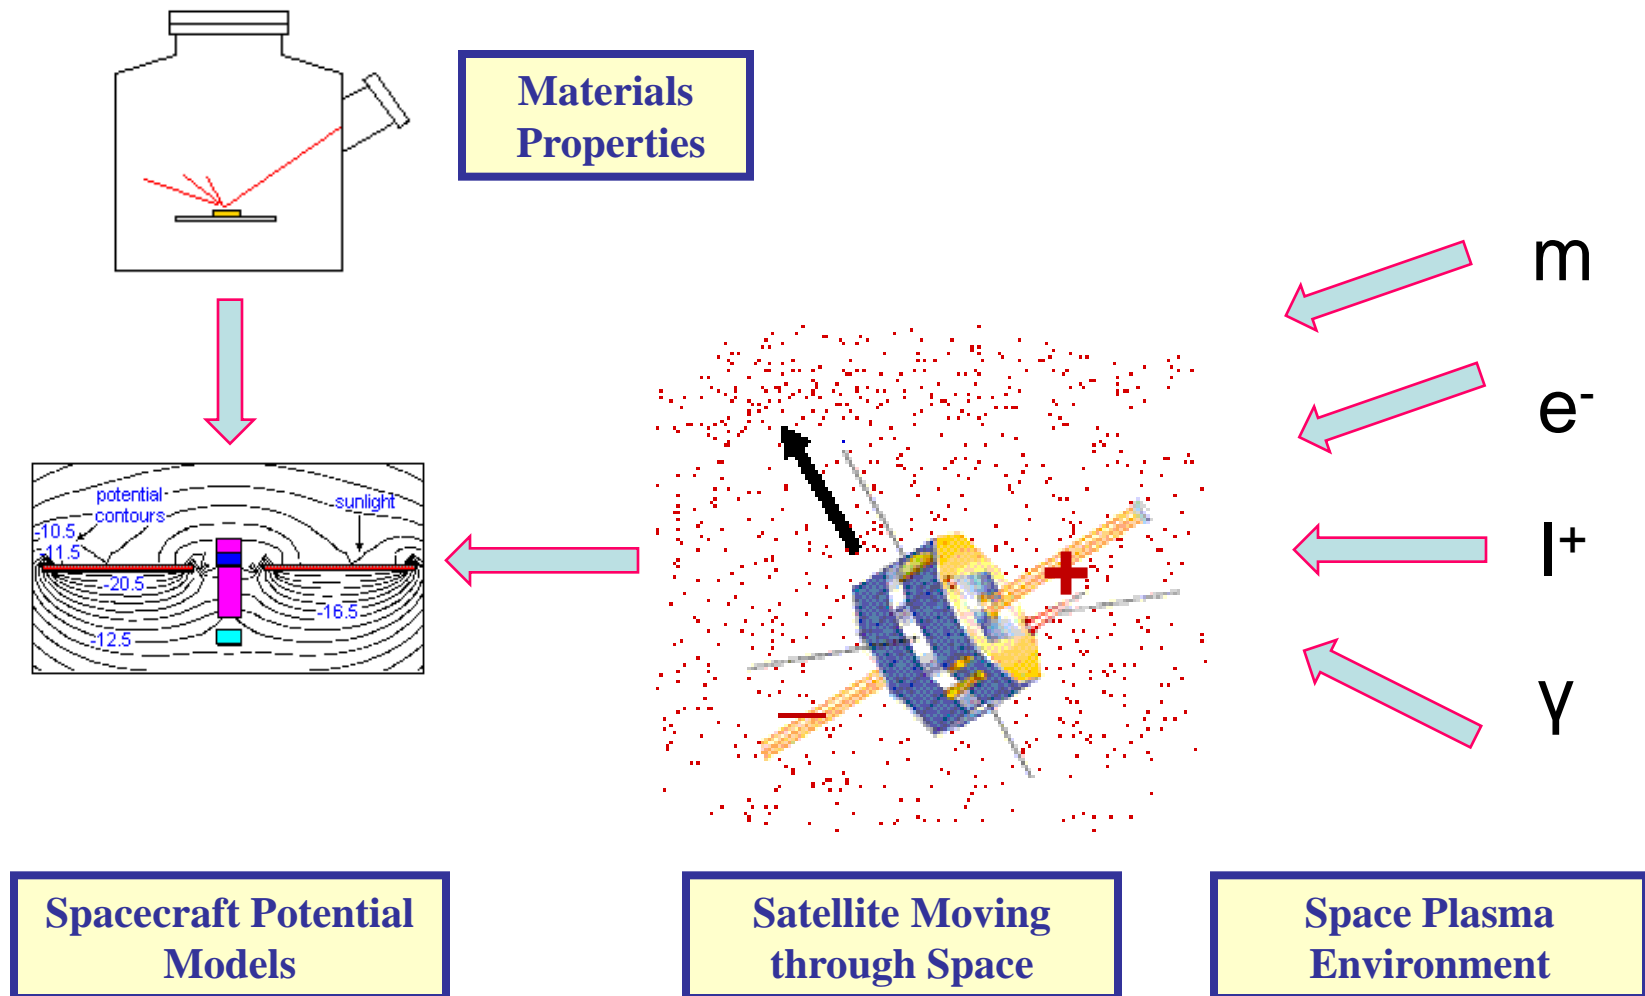 Materials
Properties
m
e-
I+
γ
potential
contours
sunlight
-10.5
-11.5
-20.5
-16.5
-12.5
+
−
Spacecraft Potential
Models
Satellite Moving
through Space
Space Plasma
Environment